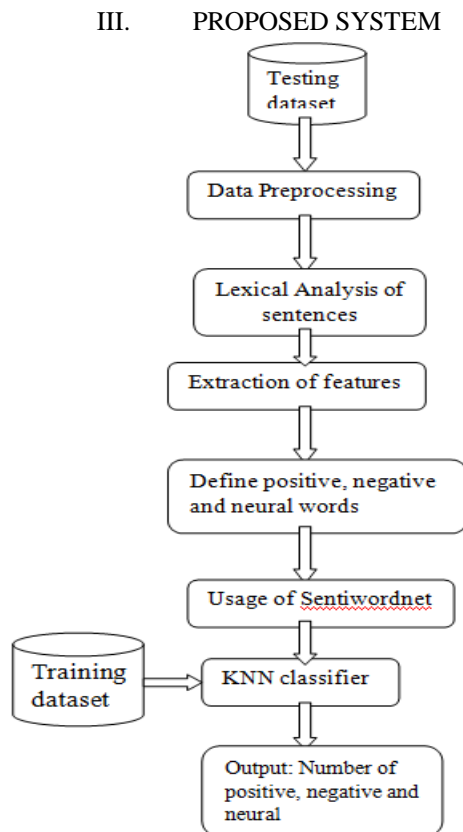 III. PROPOSED SYSTEM
Testing
dataset
Data Preprocessing
Lexical Analysis of
sentences
Extraction of features
Define positive, negative
and neural words
Usage of Sentiwordnet
Training
dataset
KNN classifier
Output: Number of
positive, negative and
neural